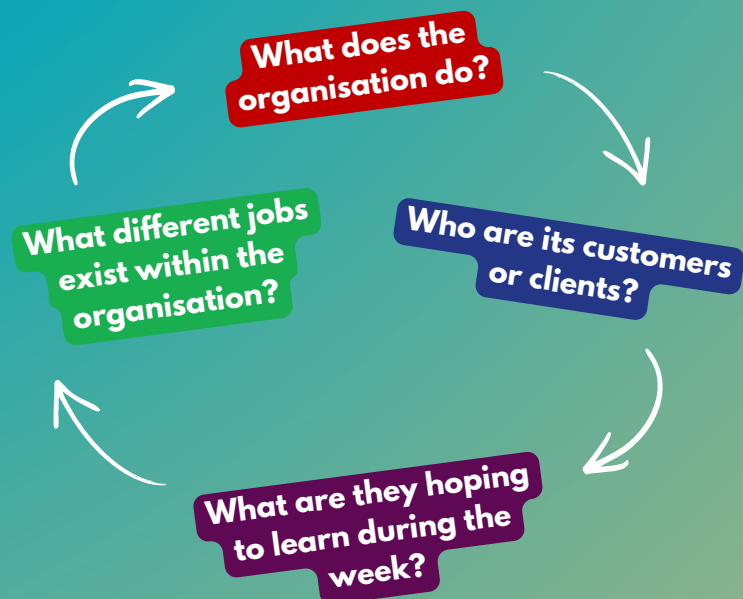 What does the
organisation do?
Who are its customers
or clients?
What are they hoping
to learn during the
week?
What different jobs
exist within the
organisation?